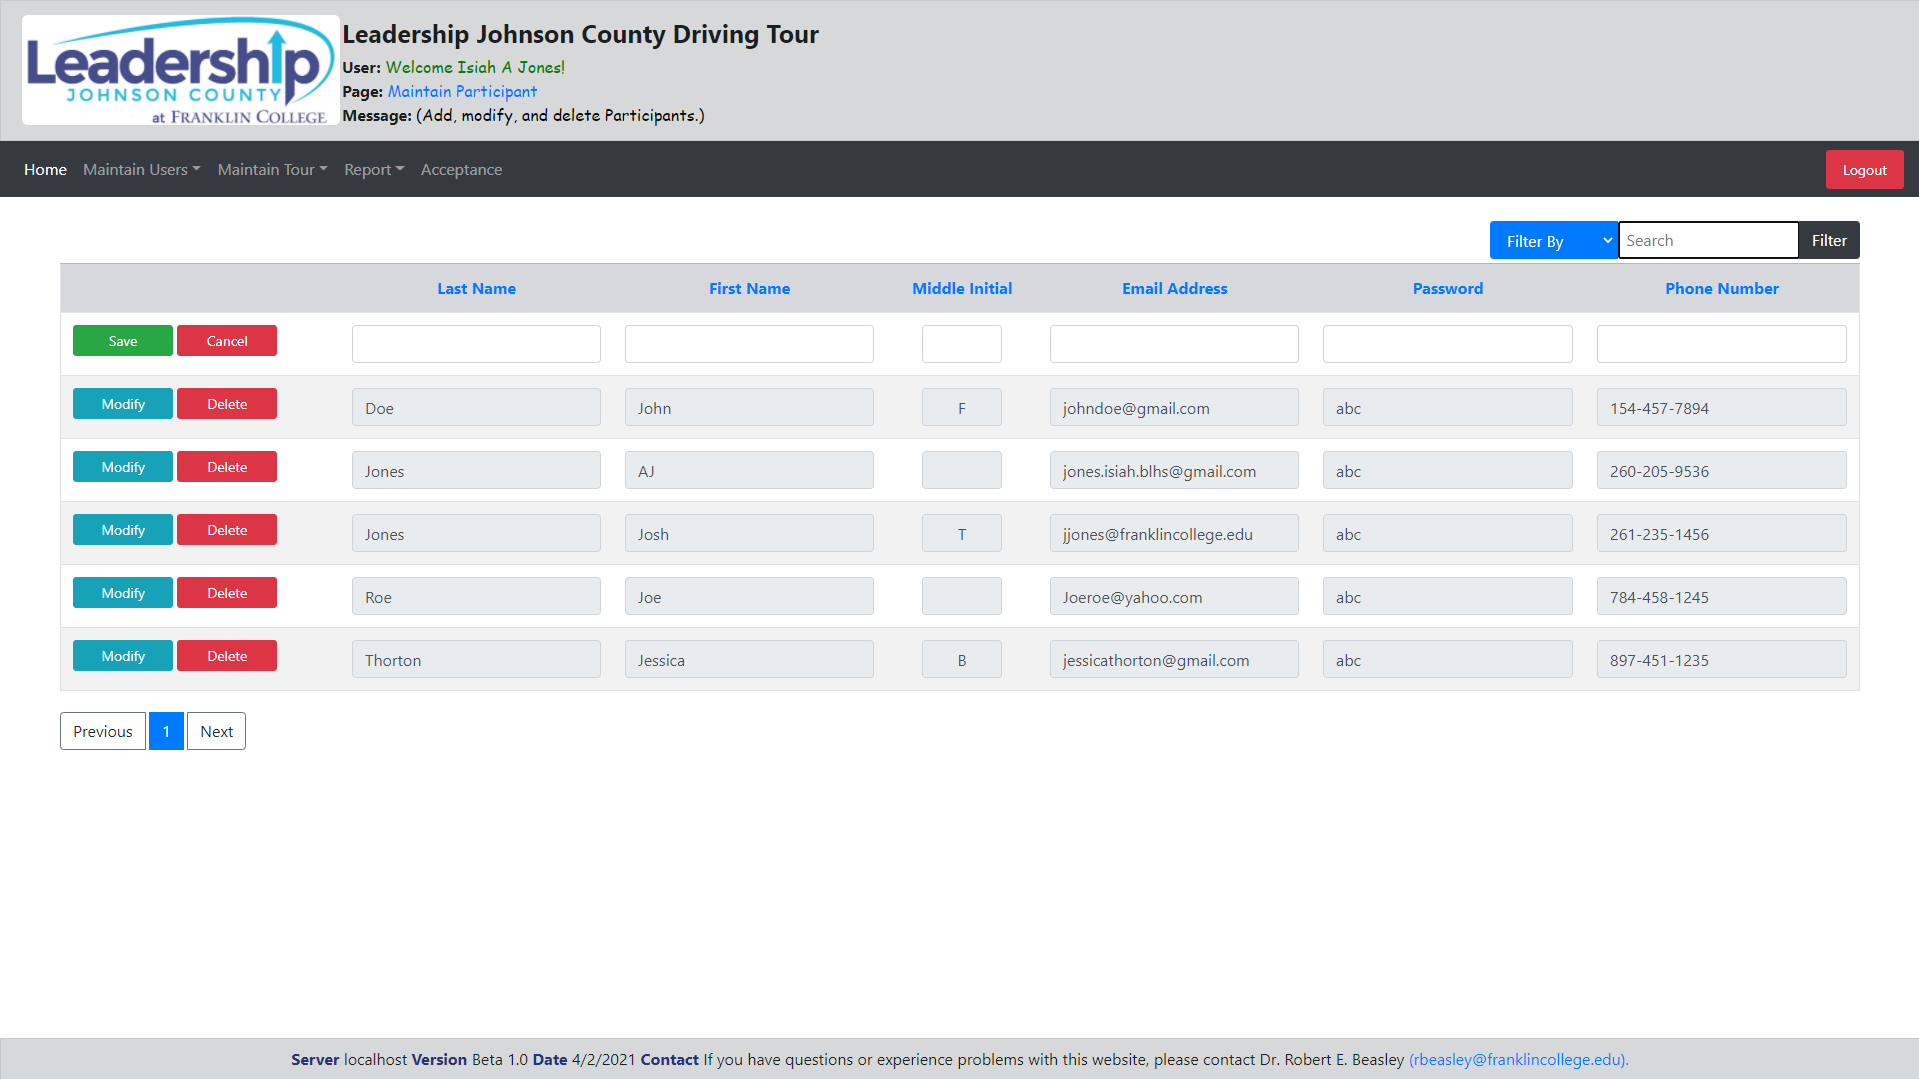 Leadership
JOHNSON COUNTY
at FRANKLIN COLLEGE
Leadership Johnson County Driving Tour
User: Welcome Isiah A Jones!
Page: Maintain Participant
Message: (Add, modify, and delete Participants.)
Home Maintain Users Maintain Tour Report Acceptance Logout
Filter By Search Filter
Last Name First Name Middle Initial Email Address Password Phone Number
Save Cancel
Modify Delete Doe John F johndoe@gmail.com abc 154-457-7894
Modify Delete Jones AJ jones.isiah.blhs@gmail.com abc 260-205-9536
Modify Delete Jones Josh T jjones@franklincollege.edu abc 261-235-1456
Modify Delete Roe Joe Joeroe@yahoo.com abc 784-458-1245
Modify Delete Thorton Jessica B jessicathorton@gmail.com abc 897-451-1235
Previous 1 Next
Server localhost Version Beta 1.0 Date 4/2/2021 Contact If you have questions or experience problems with this website, please contact Dr. Robert E. Beasley (rbeasley@franklincollege.edu).